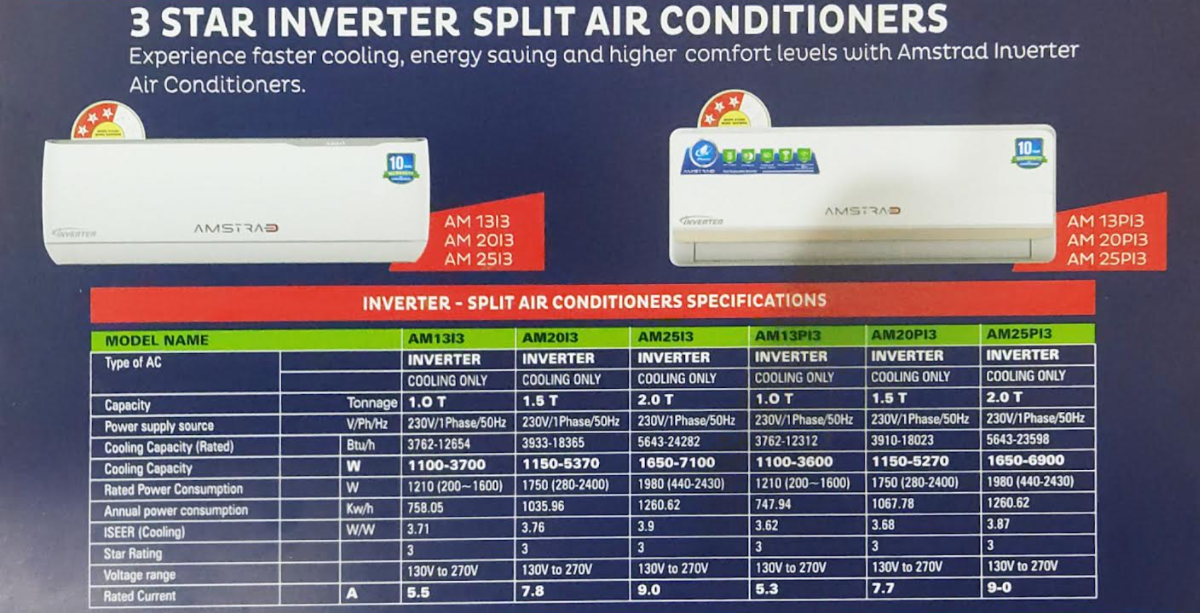 3 STAR INVERTER SPLIT AIR CONDITIONERS
Experience faster cooling, energy saving and higher comfort levels with Amstrad Inverter
Air Conditioners.
10
INVERTER
AMSTRAD
AM 13I3
AM 20I3
AM 25I3
AMSTRAD
10
INVERTER
AMSTRAD
AM 13PI3
AM 20PI3
AM 25PI3
INVERTER - SPLIT AIR CONDITIONERS SPECIFICATIONS
MODEL NAME AM13I3 AM20I3 AM25I3 AM13PI3 AM20PI3 AM25PI3
Type of AC INVERTER INVERTER INVERTER INVERTER INVERTER INVERTER
COOLING ONLY COOLING ONLY COOLING ONLY COOLING ONLY COOLING ONLY COOLING ONLY
Capacity Tonnage 1.0 T 1.5 T 2.0 T 1.0 T 1.5 T 2.0 T
Power supply source V/Ph/Hz 230V/1Phase/50Hz 230V/1Phase/50Hz 230V/1Phase/50Hz 230V/1Phase/50Hz 230V/1Phase/50Hz 230V/1Phase/50Hz
Cooling Capacity (Rated) Btu/h 3762-12654 3933-18365 5643-24282 3762-12312 3910-18023 5643-23598
Cooling Capacity W 1100-3700 1150-5370 1650-7100 1100-3600 1150-5270 1650-6900
Rated Power Consumption W 1210 (200~1600) 1750 (280-2400) 1980 (440-2430) 1210 (200~1600) 1750 (280-2400) 1980 (440-2430)
Annual power consumption Kw/h 758.05 1035.96 1260.62 747.94 1067.78 1260.62
ISEER (Cooling) W/W 3.71 3.76 3.9 3.62 3.68 3.87
Star Rating 3 3 3 3 3 3
Voltage range 130V to 270V 130V to 270V 130V to 270V 130V to 270V 130V to 270V 130V to 270V
Rated Current A 5.5 7.8 9.0 5.3 7.7 9-0